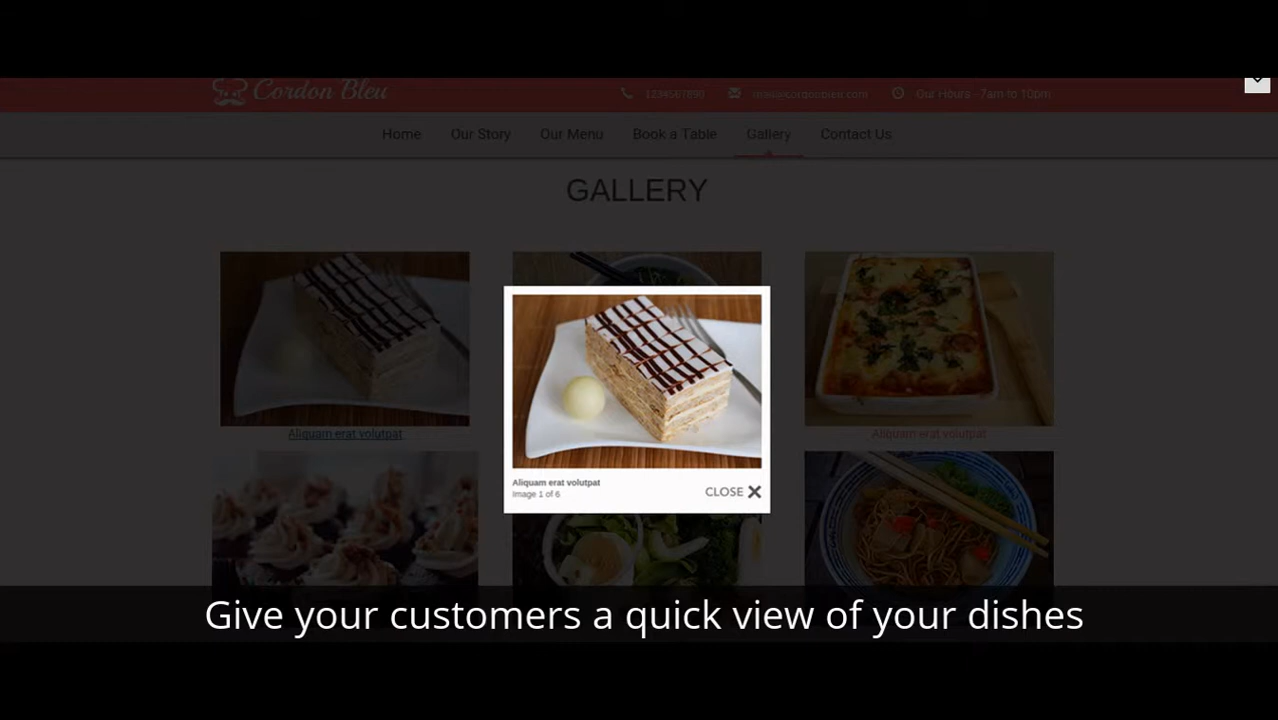 Cordon Bleu
1234567890
Our Hours - 7am to 10pm
Home Our Story Our Menu Book a Table Gallery Contact Us
GALLERY
Aliquam erat volutpat
Aliquam erat volutpat
Aliquam erat volutpat
Image 1 of 6
CLOSE
Give your customers a quick view of your dishes